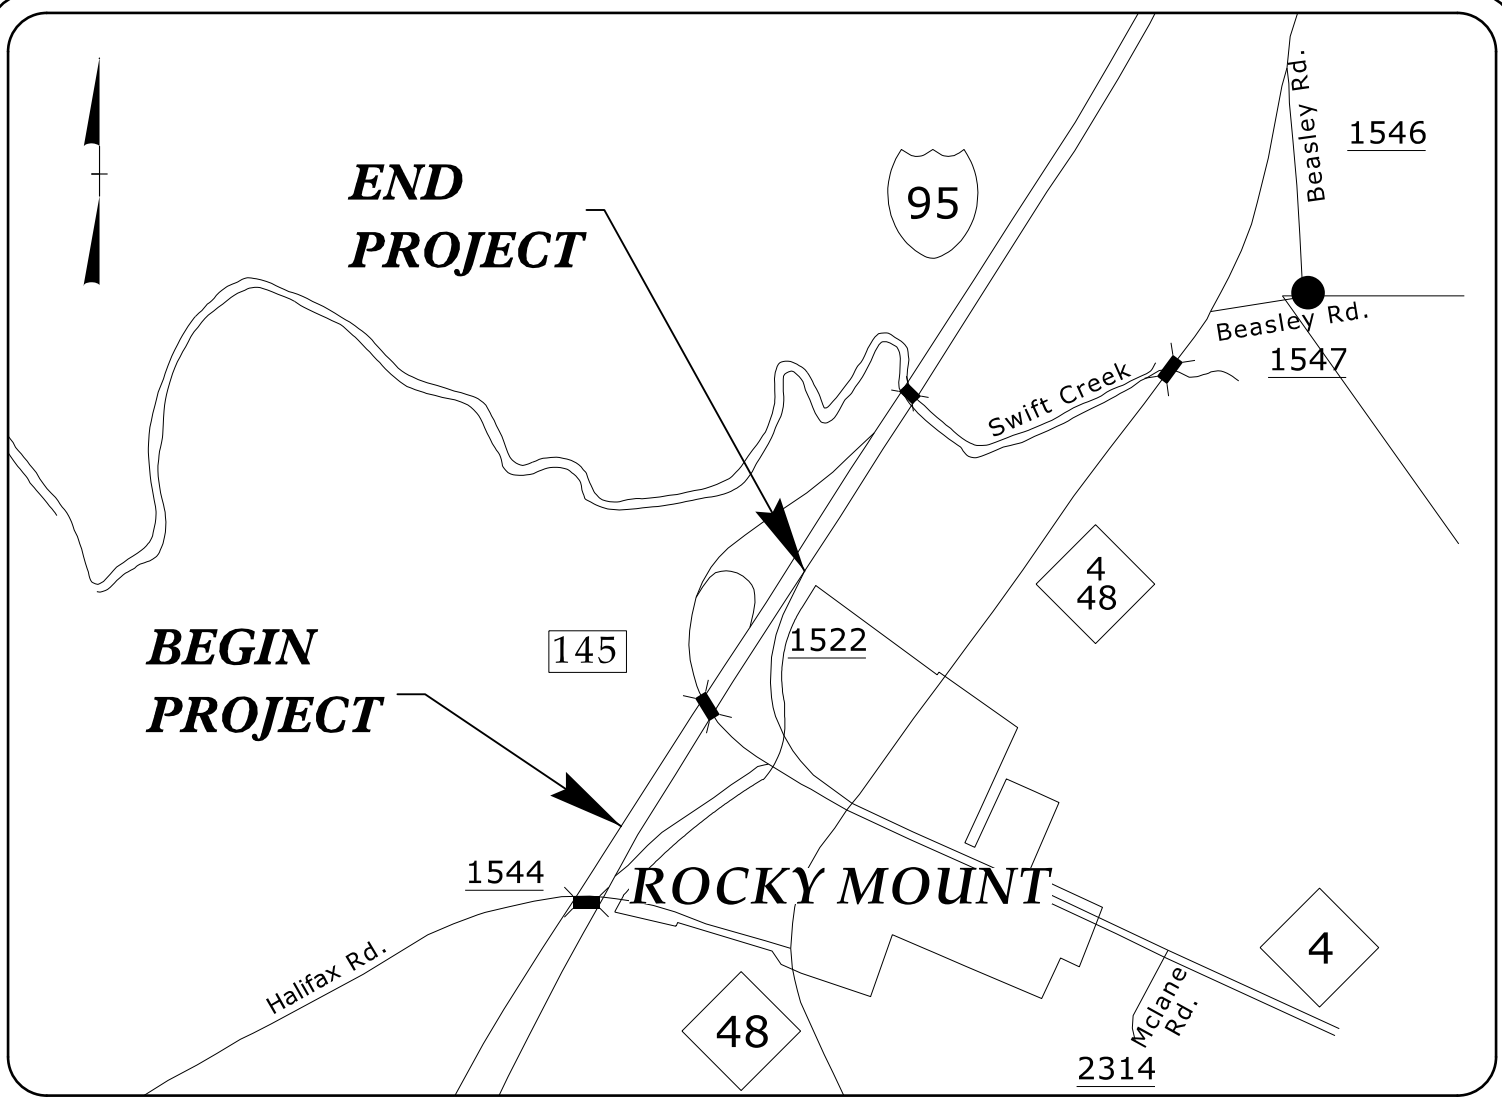 Beasley Rd.
1546
END
PROJECT
95
Beasley Rd.
1547
Swift Creek
4
48
BEGIN
PROJECT
145
1522
1544
ROCKY MOUNT
Halifax Rd.
48
4
Mclane
Rd.
2314